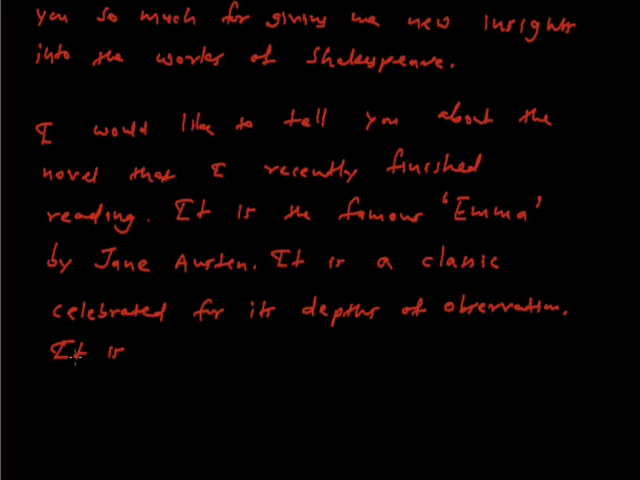 you so much for giving me new insights
into the works of Shakespeare.
I would like to tell you about the
novel that I recently finished
reading. It is the famous 'Emma'
by Jane Austen. It is a classic
celebrated for its depths of observation.
It is